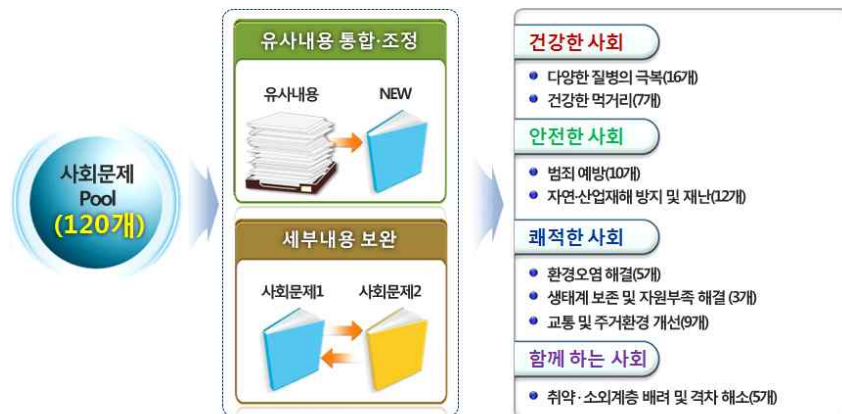 사회문제
Pool
(120개)
유사내용 통합·조정
유사내용
NEW
세부내용 보완
사회문제1
사회문제2
건강한 사회
다양한 질병의 극복(16개)
건강한 먹거리(7개)
안전한 사회
범죄 예방(10개)
자연·산업재해 방지 및 재난(12개)
쾌적한 사회
환경오염 해결(5개)
생태계 보존 및 자원부족 해결 (3개)
교통 및 주거환경 개선(9개)
함께 하는 사회
취약·소외계층 배려 및 격차 해소(5개)